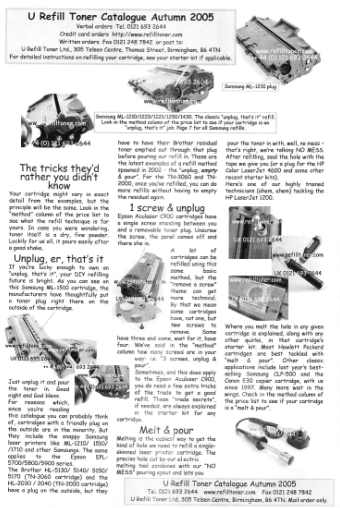 U Refill Toner Catalogue Autumn 2005
Verbal orders: Tel. 0121 693 2644
Credit card orders: http://www.refilltoner.com
Written orders: Fax 0121 248 7842 or post to:
U Refill Toner Ltd., 305 Telsen Centre, Thomas Street, Birmingham, B6 4TN
For detailed instructions on refilling your cartridge, see your starter kit if applicable.
Samsung ML-1210 plug
Samsung ML-1210/1220/1221/1250/1430. The classic "unplug, that's it" refill.
Look in the method column of the price list to see if your cartridge is an
"unplug, that's it" job. Page 7 for all Samsung refills.
The tricks they'd
rather you didn't
know
Your cartridge might vary in exact
detail from the examples, but the
principle will be the same. Look in the
"method" column of the price list to
see what the refill technique is for
yours. In case you were wondering,
toner itself is a dry, fine powder.
Luckily for us all, it pours easily after
a good shake.
Unplug, er, that's it
If you're lucky enough to own an
"unplug, that's it", your DIY refilling
future is bright. As you can see on
this Samsung ML-1510 cartridge, the
manufacturers have thoughtfully put
a toner plug right there on the
outside of the cartridge.
Just unplug it and pour
the toner in. Good
night and God bless.
For reasons which,
since you're reading
this catalogue you can probably think
of, cartridges with a friendly plug on
the outside are in the minority. But
they include the snappy Samsung
laser printers like ML-1210/ 1510/
/1710 and other Samsungs. The same
applies to the Epson EPL-
5700/5800/5900 series.
The Brother HL-5130/ 5140/ 5150/
5170 (TN-3060 cartridge) and the
HL-2030 / 2040 (TN-2000 cartridge)
have a plug on the outside, but they
have to have their Brother residual
toner emptied out through that plug
before pouring our refill in. These are
the latest examples of a refill method
spawned in 2002 - the "unplug, empty
& pour". For the TN-3060 and TN-
2000, once you've refilled, you can do
more refills without having to empty
the residual again.
1 screw & unplug
Epson Aculaser C900 cartridges have
a single screw standing between you
and a removable toner plug. Unscrew
the screw, the panel comes off and
there she is.
A lot of
cartridges can be
refilled using this
same basic
method, but the
"remove a screw"
theme can get
more technical.
By that we mean
some cartridges
have, not one, but
two screws to
remove. Some
have three and some, wait for it, have
four. We've said in the "method"
column how many screws are in your
way i.e. "3 screws, unplug &
pour".
Sometimes, and this does apply
to the Epson Aculaser C900,
you do need a few extra tricks
of the trade to get a good
refill. These "trade secrets",
if needed, are always explained
in the starter kit for any
cartridge.
Melt & pour
Melting is the easiest way to get the
kind of hole we need to refill a single-
skinned laser printer cartridge. The
precise hole cut by our electric
melting tool combines with our "NO
MESS" pouring spout and lets you
pour the toner in with, well, no mess -
that's right, we're talking NO MESS.
After refilling, seal the hole with the
tape we give you (or a plug for the HP
Color LaserJet 4600 and some other
recent starter kits).
Here's one of our highly trained
technicians (ahem, ahem) tackling the
HP LaserJet 1200.
Where you melt the hole in any given
cartridge is explained, along with any
other quirks, in that cartridge's
starter kit. Most Hewlett Packard
cartridges are best tackled with
"melt & pour". Other classic
applications include last year's best-
selling Samsung CLP-500 and the
Canon E30 copier cartridge, with us
since 1997. Many more wait in the
wings. Check in the method column of
the price list to see if your cartridge
is a "melt & pour".
U Refill Toner Catalogue Autumn 2005
Tel. 0121 693 2644 www.refilltoner.com Fax 0121 248 7842
U Refill Toner Ltd, 305 Telsen Centre, Thomas Street, Birmingham, B6 4TN. Mail order only.